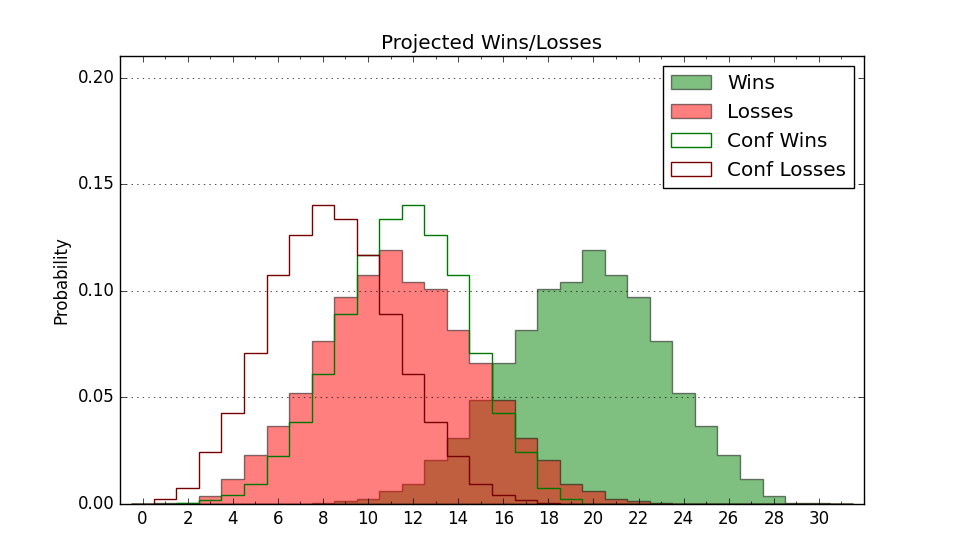 Projected Wins/Losses
0.20
0.15
0.10
0.05
0.00
Probability
Wins
Losses
Conf Wins
Conf Losses
0 2 4 6 8 10 12 14 16 18 20 22 24 26 28 30